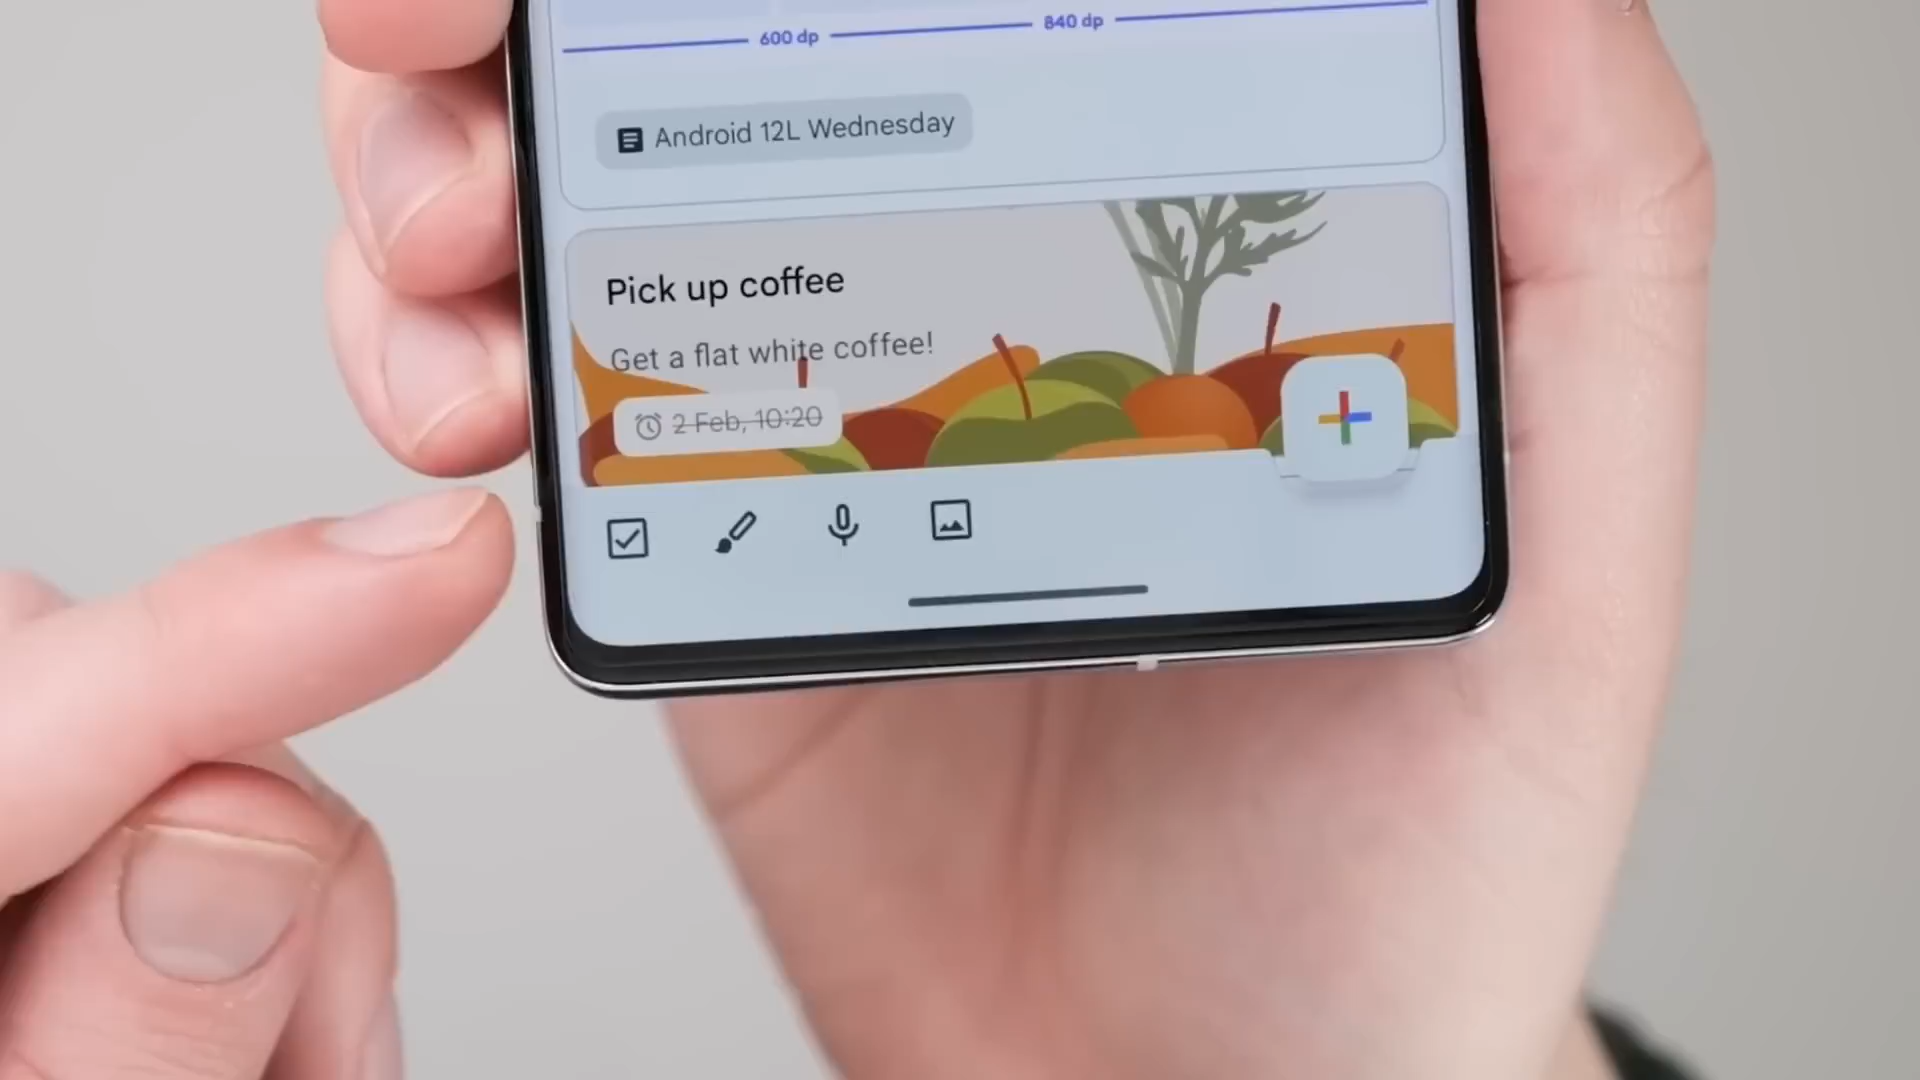 600 dp 840 dp
Android 12L Wednesday
Pick up coffee
Get a flat white coffee!
2 Feb, 10:20